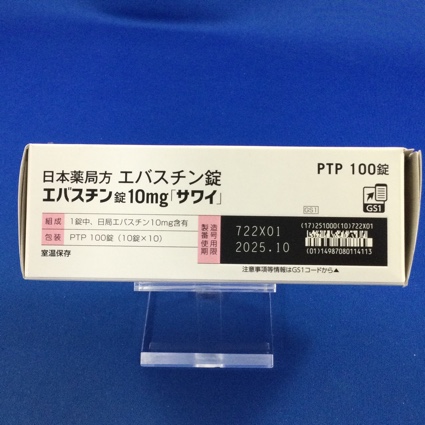 日本薬局方 エバスチン錠
エバスチン錠10mg「サワイ」
PTP 100錠
GS1
組成 1錠中、日局エバスチン10mg含有
包装 PTP 100錠（10錠×10）
室温保存
製造番号 722X01
使用期限 2025.10
GS1
(17)251000(10)722X01
(01)14987080114113
注意事項等情報はGS1コードから▲